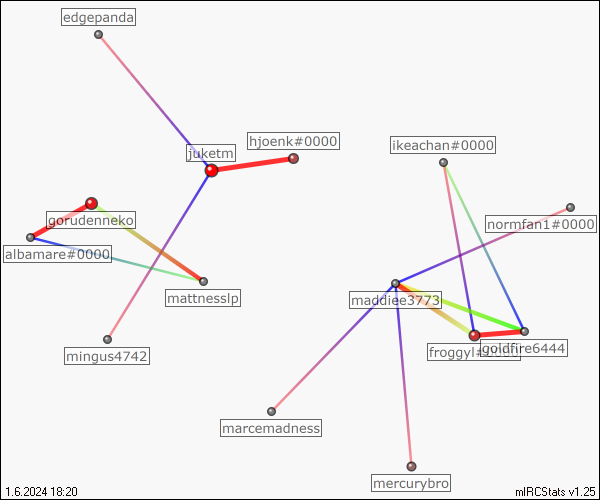 edgepanda
juketm
hjoenk#0000
ikeachan#0000
gorudenneko
normfan1#0000
albamare#0000
mattnesslp
maddiee3773
mingus4742
froggyl#0000
goldfire6444
marcemadness
mercurybro
1.6.2024 18:20
mIRCStats v1.25